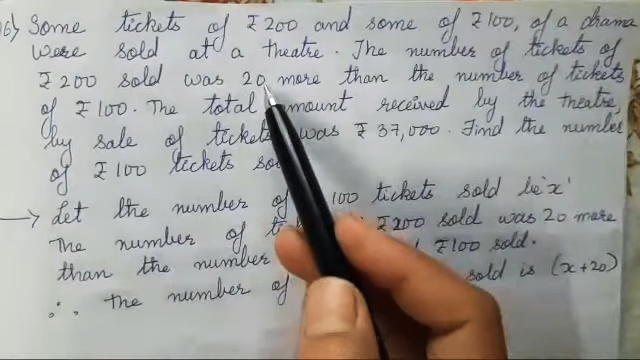 16) Some tickets of ₹200 and some of ₹100, of a drama
were sold at a theatre. The number of tickets of
₹200 sold was 20 more than the number of tickets
of ₹100. The total amount received by the theatre,
by sale of tickets was ₹37,000. Find the number
of ₹100 tickets
→ Let the number of 100 tickets sold be 'x'
The number of ₹200 sold was 20 more
than the number ₹100 sold.
∴ the number of sold is (x+20)